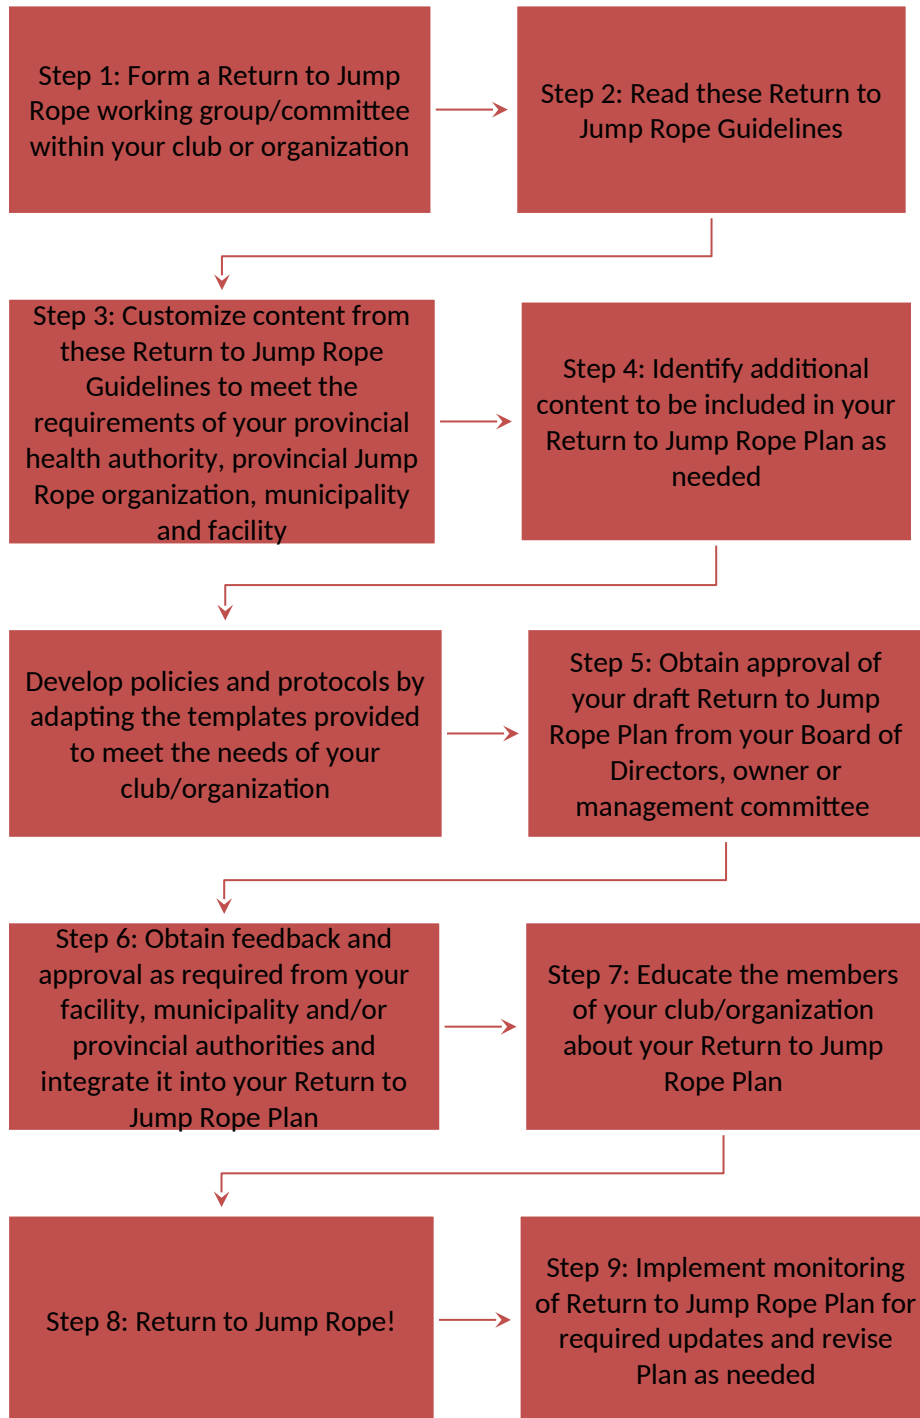 Step 1: Form a Return to Jump
Rope working group/committee
within your club or organization
Step 2: Read these Return to
Jump Rope Guidelines
Step 3: Customize content from
these Return to Jump Rope
Guidelines to meet the
requirements of your provincial
health authority, provincial Jump
Rope organization, municipality
and facility
Step 4: Identify additional
content to be included in your
Return to Jump Rope Plan as
needed
Develop policies and protocols by
adapting the templates provided
to meet the needs of your
club/organization
Step 5: Obtain approval of
your draft Return to Jump
Rope Plan from your Board of
Directors, owner or
management committee
Step 6: Obtain feedback and
approval as required from your
facility, municipality and/or
provincial authorities and
integrate it into your Return to
Jump Rope Plan
Step 7: Educate the members
of your club/organization
about your Return to Jump
Rope Plan
Step 8: Return to Jump Rope!
Step 9: Implement monitoring
of Return to Jump Rope Plan for
required updates and revise
Plan as needed